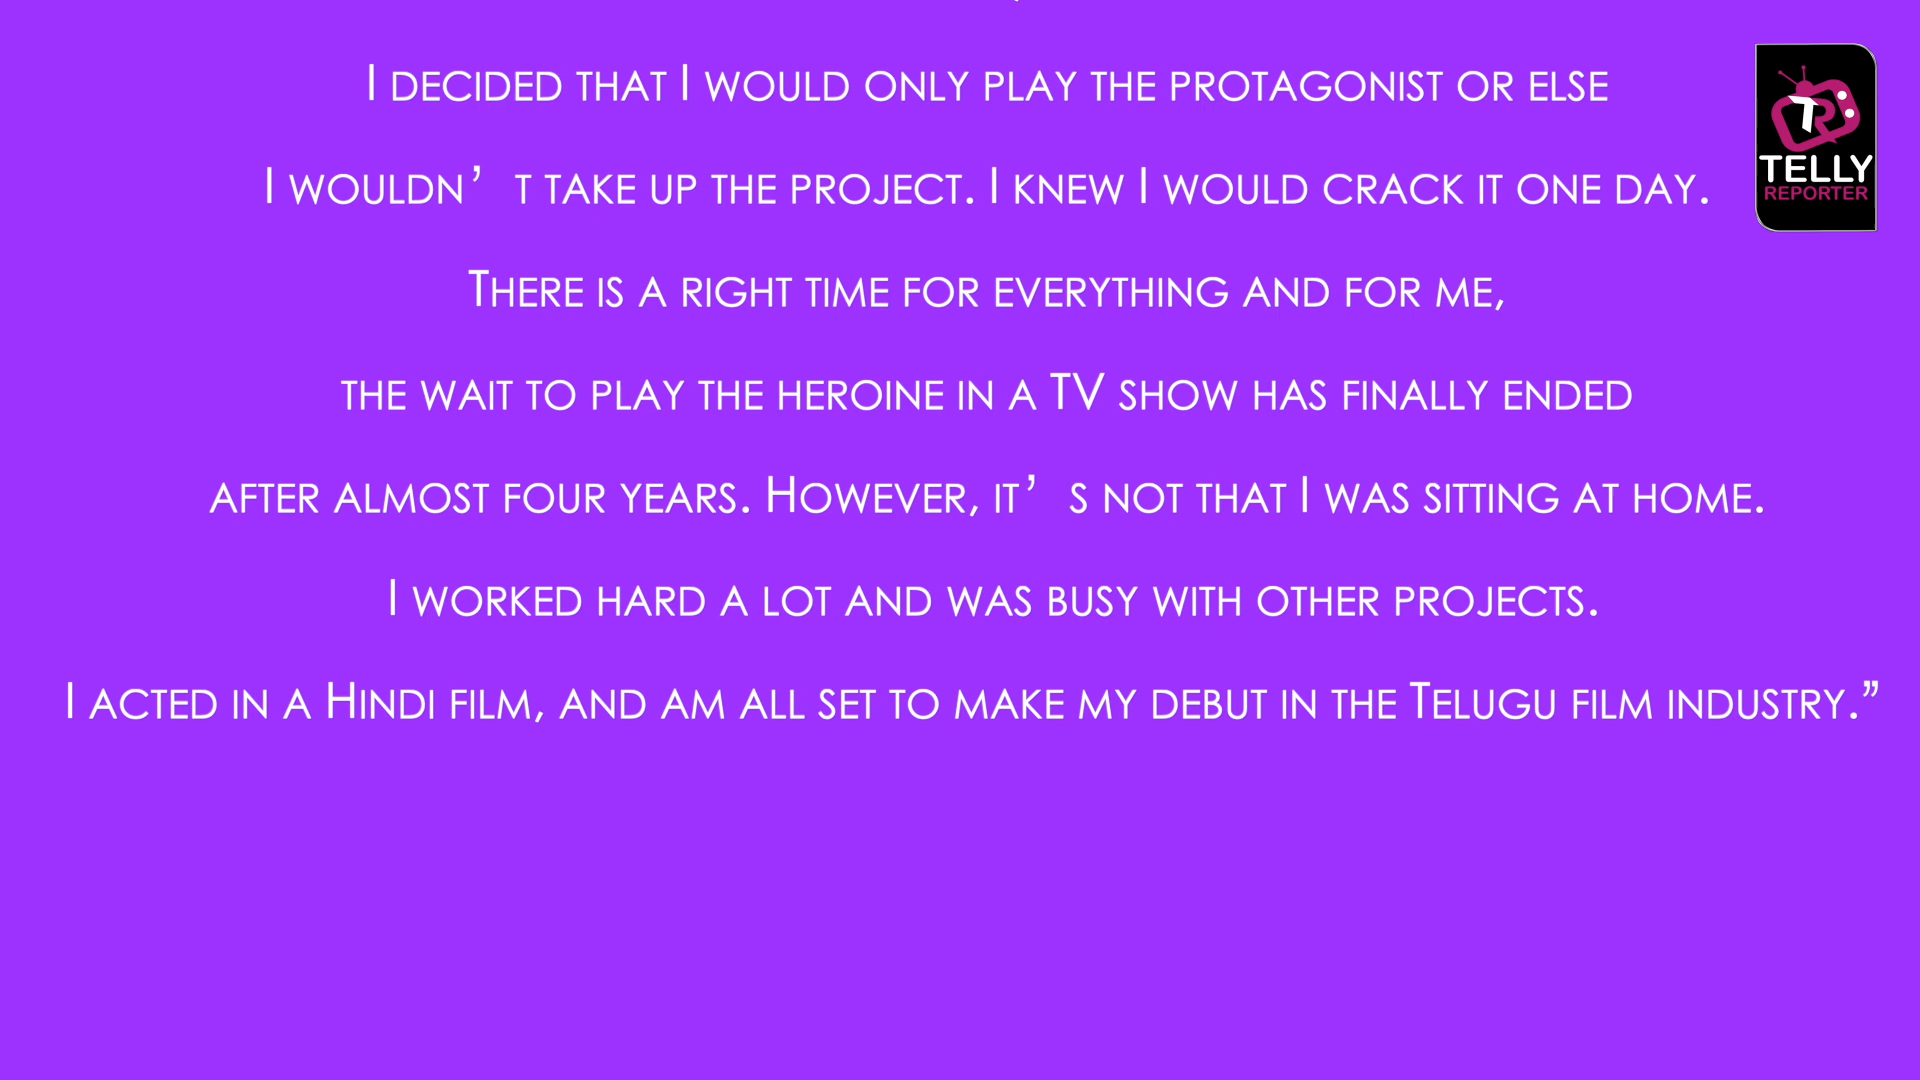 I decided that I would only play the protagonist or else
I wouldn’t take up the project. I knew I would crack it one day.
There is a right time for everything and for me,
the wait to play the heroine in a TV show has finally ended
after almost four years. However, it’s not that I was sitting at home.
I worked hard a lot and was busy with other projects.
I acted in a Hindi film, and am all set to make my debut in the Telugu film industry.”
TR
TELLY
REPORTER